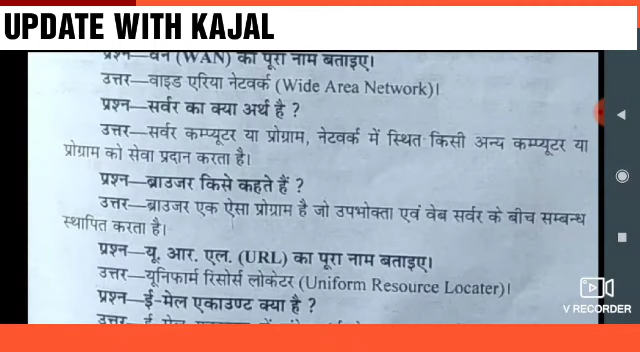 UPDATE WITH KAJAL
प्रश्न—वैन (WAN) का पूरा नाम बताइए।
उत्तर—वाइड एरिया नेटवर्क (Wide Area Network)।
प्रश्न—सर्वर का क्या अर्थ है ?
उत्तर—सर्वर कम्प्यूटर या प्रोग्राम, नेटवर्क में स्थित किसी अन्य कम्प्यूटर या
प्रोग्राम को सेवा प्रदान करता है।
प्रश्न—ब्राउजर किसे कहते हैं ?
उत्तर—ब्राउजर एक ऐसा प्रोग्राम है जो उपभोक्ता एवं वेब सर्वर के बीच सम्बन्ध
स्थापित करता है।
प्रश्न—यू. आर. एल. (URL) का पूरा नाम बताइए।
उत्तर—यूनिफार्म रिसोर्स लोकेटर (Uniform Resource Locater)।
प्रश्न—ई-मेल एकाउण्ट क्या है ?
V RECORDER